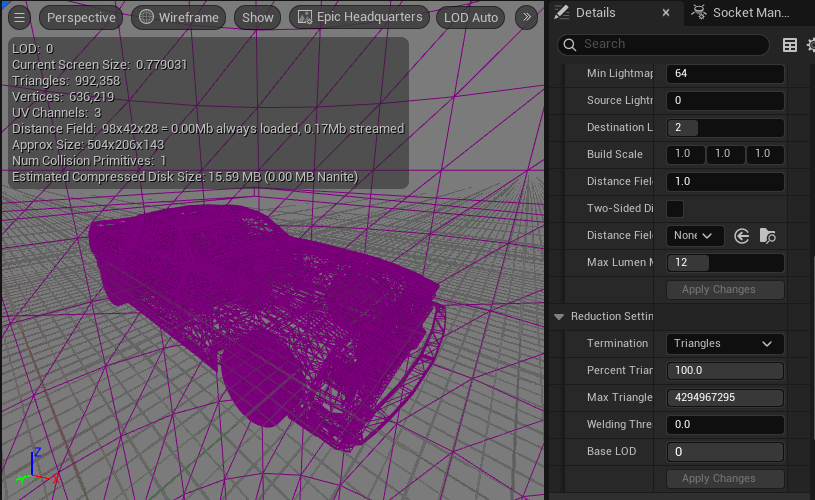 Perspective Wireframe Show Epic Headquarters LOD Auto »
LOD: 0
Current Screen Size: 0.779031
Triangles: 992,358
Vertices: 636,219
UV Channels: 3
Distance Field: 98x42x28 = 0.00Mb always loaded, 0.17Mb streamed
Approx Size: 504x206x143
Num Collision Primitives: 1
Estimated Compressed Disk Size: 15.59 MB (0.00 MB Nanite)
Z
X
Y
Details × Socket Man...
Search
Min Lightmap 64
Source Lightm 0
Destination L 2
Build Scale 1.0 1.0 1.0
Distance Fiel 1.0
Two-Sided Di
Distance Fiel None
Max Lumen M 12
Apply Changes
Reduction Settin
Termination Triangles
Percent Trian 100.0
Max Triangle 4294967295
Welding Thre 0.0
Base LOD 0
Apply Changes